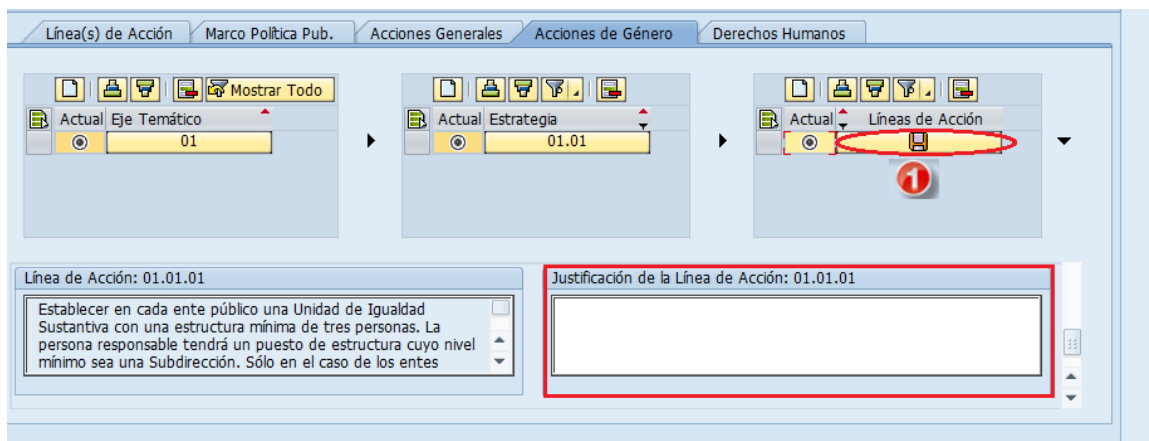 Línea(s) de Acción
Marco Política Pub.
Acciones Generales
Acciones de Género
Derechos Humanos
Mostrar Todo
Actual Eje Temático
01
Actual Estrategia
01.01
Actual Líneas de Acción
1
Línea de Acción: 01.01.01
Establecer en cada ente público una Unidad de Igualdad
Sustantiva con una estructura mínima de tres personas. La
persona responsable tendrá un puesto de estructura cuyo nivel
mínimo sea una Subdirección. Sólo en el caso de los entes
Justificación de la Línea de Acción: 01.01.01